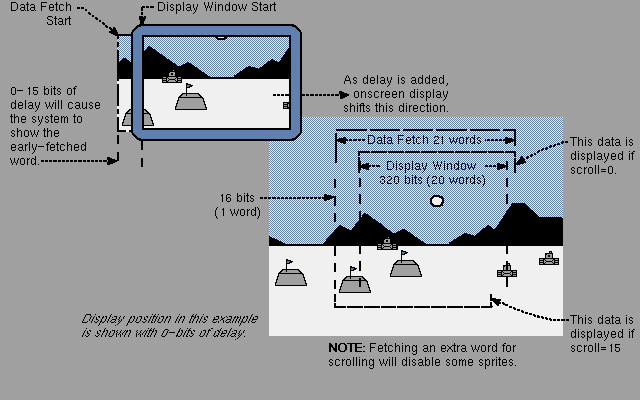 Data Fetch
Start
Display Window Start
0-15 bits of
delay will cause
the system to
show the
early-fetched
word.
As delay is added,
onscreen display
shifts this direction.
Data Fetch 21 words
Display Window
320 bits (20 words)
This data is
displayed if
scroll=0.
16 bits
(1 word)
Display position in this example
is shown with 0-bits of delay.
This data is
displayed if
scroll=15
NOTE: Fetching an extra word for
scrolling will disable some sprites.